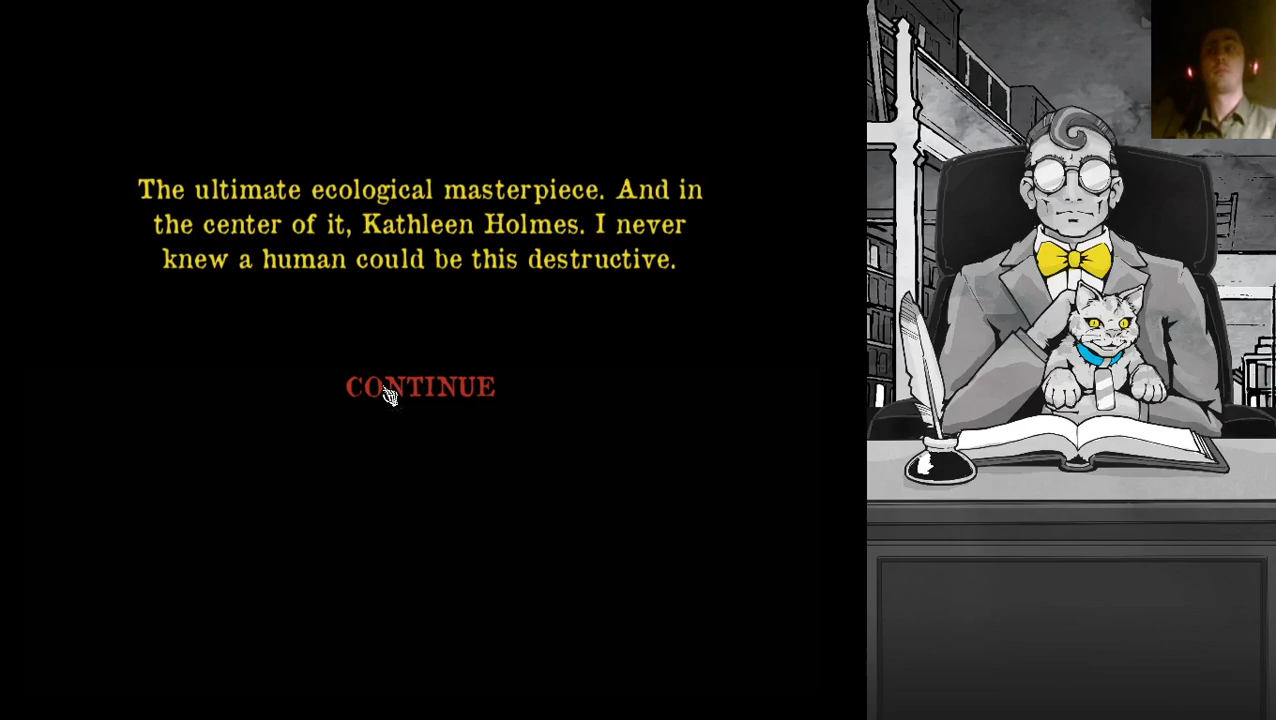 The ultimate ecological masterpiece. And in
the center of it, Kathleen Holmes. I never
knew a human could be this destructive.
CONTINUE